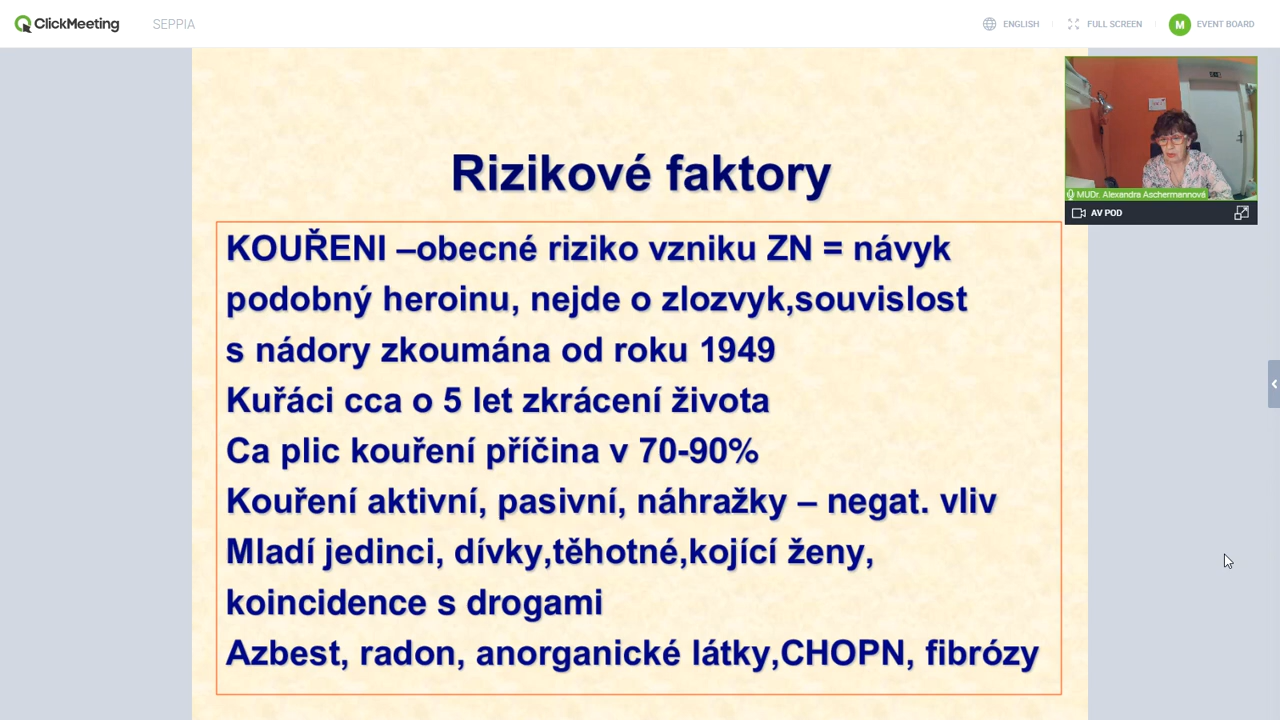 ClickMeeting
SEPPIA
ENGLISH
FULL SCREEN
M
EVENT BOARD
MUDr. Alexandra Aschermannová
AV POD
Rizikové faktory
KOUŘENI –obecné riziko vzniku ZN = návyk
podobný heroinu, nejde o zlozvyk,souvislost
s nádory zkoumána od roku 1949
Kuřáci cca o 5 let zkrácení života
Ca plic kouření příčina v 70-90%
Kouření aktivní, pasivní, náhražky – negat. vliv
Mladí jedinci, dívky,těhotné,kojící ženy,
koincidence s drogami
Azbest, radon, anorganické látky,CHOPN, fibrózy